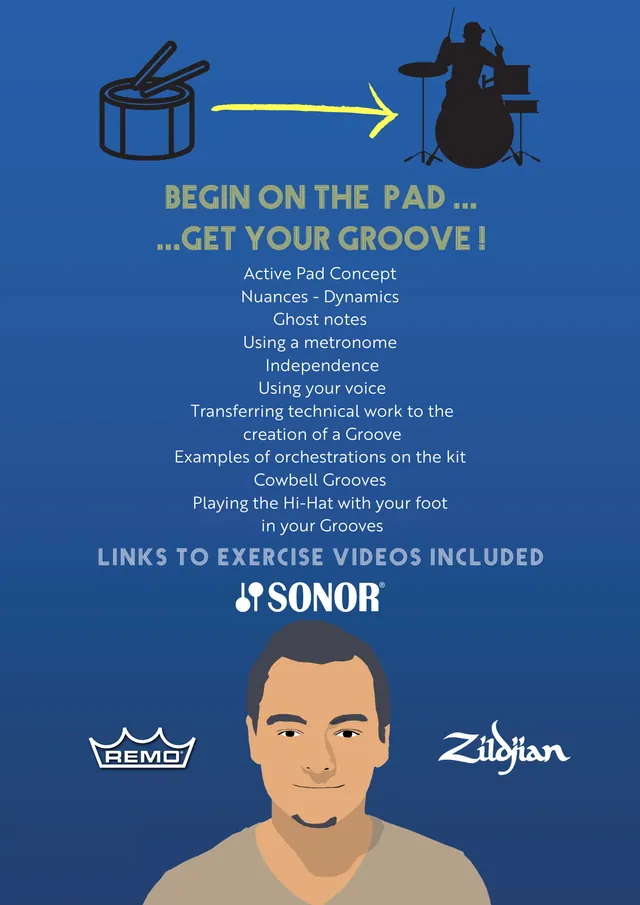 BEGIN ON THE PAD ...
...GET YOUR GROOVE !
Active Pad Concept
Nuances - Dynamics
Ghost notes
Using a metronome
Independence
Using your voice
Transferring technical work to the
creation of a Groove
Examples of orchestrations on the kit
Cowbell Grooves
Playing the Hi-Hat with your foot
in your Grooves
LINKS TO EXERCISE VIDEOS INCLUDED
SONOR®
REMO
Zildjian